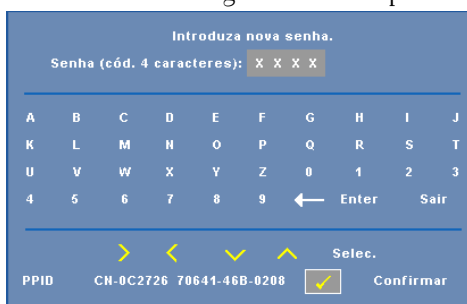 Introduza nova senha.
Senha (cód. 4 caracteres): X X X X
A B C D E F G H I J
K L M N O P Q R S T
U V W X Y Z 0 1 2 3
4 5 6 7 8 9 Enter Sair
Selec.
PPID CN-0C2726 70641-46B-0208 Confirmar